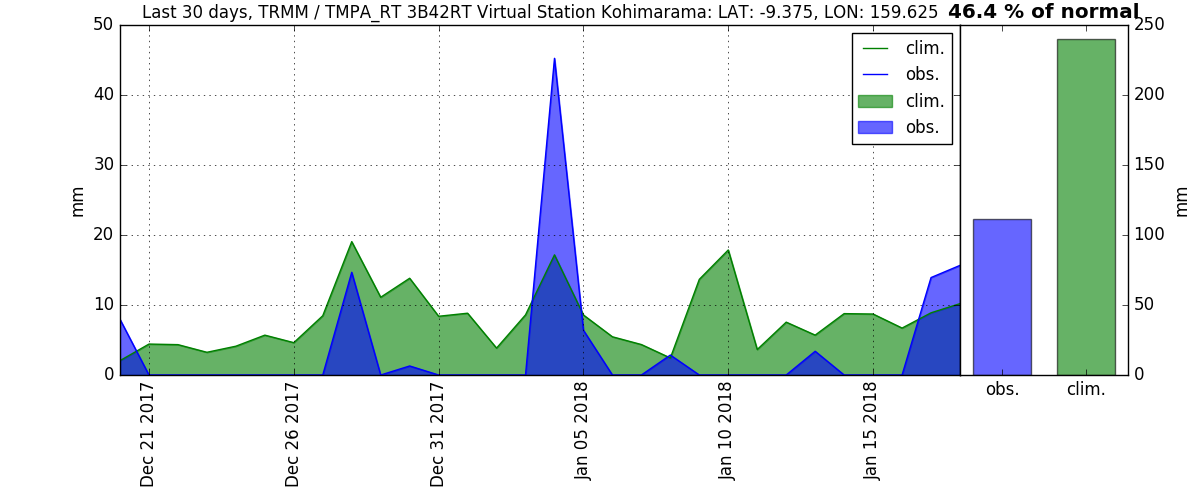 Last 30 days, TRMM / TMPA_RT 3B42RT Virtual Station Kohimarama: LAT: -9.375, LON: 159.625
46.4 % of normal
50
40
30
20
10
0
mm
clim.
obs.
clim.
obs.
250
200
150
100
50
0
mm
Dec 21 2017
Dec 26 2017
Dec 31 2017
Jan 05 2018
Jan 10 2018
Jan 15 2018
obs.
clim.